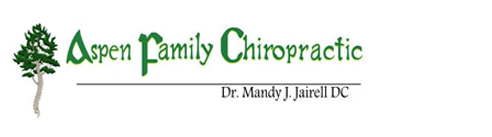 Aspen Family Chiropractic
Dr. Mandy J. Jairell DC